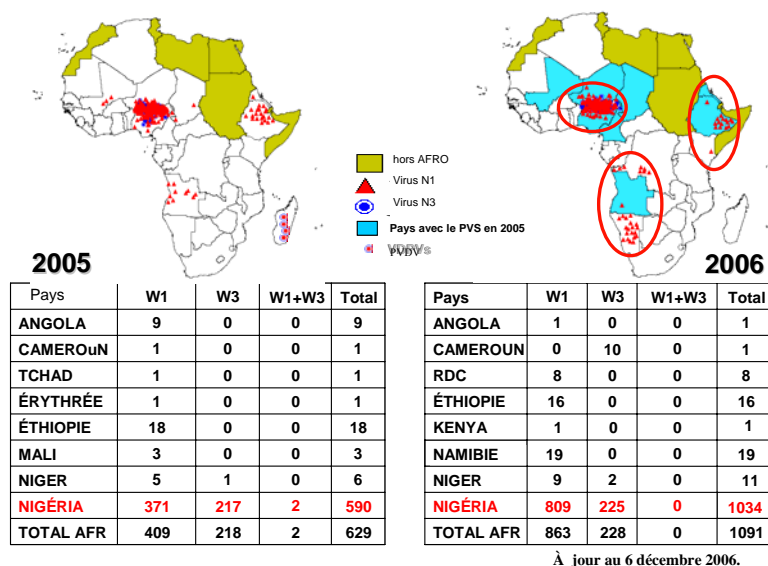 hors AFRO
Virus N1
Virus N3
Pays avec le PVS en 2005
PVDV
2005
Pays W1 W3 W1+W3 Total
ANGOLA 9 0 0 9
CAMEROuN 1 0 0 1
TCHAD 1 0 0 1
ÉRYTHRÉE 1 0 0 1
ÉTHIOPIE 18 0 0 18
MALI 3 0 0 3
NIGER 5 1 0 6
NIGÉRIA 371 217 2 590
TOTAL AFR 409 218 2 629
2006
Pays W1 W3 W1+W3 Total
ANGOLA 1 0 0 1
CAMEROUN 0 10 0 1
RDC 8 0 0 8
ÉTHIOPIE 16 0 0 16
KENYA 1 0 0 1
NAMIBIE 19 0 0 19
NIGER 9 2 0 11
NIGÉRIA 809 225 0 1034
TOTAL AFR 863 228 0 1091
À jour au 6 décembre 2006.